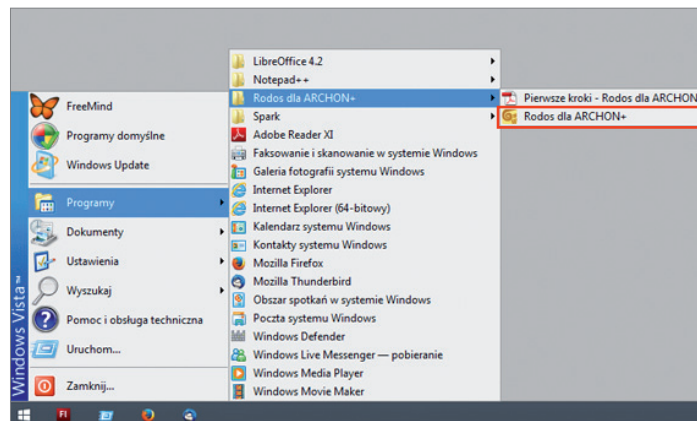 FreeMind
Programy domyślne
Windows Update
Programy
Dokumenty
Ustawienia
Wyszukaj
Pomoc i obsługa techniczna
Uruchom...
Zamknij...
Windows Vista™
LibreOffice 4.2
Notepad++
Rodos dla ARCHON+
Spark
Adobe Reader XI
Faksowanie i skanowanie w systemie Windows
Galeria fotografii systemu Windows
Internet Explorer
Internet Explorer (64-bitowy)
Kalendarz systemu Windows
Kontakty systemu Windows
Mozilla Firefox
Mozilla Thunderbird
Obszar spotkań w systemie Windows
Poczta systemu Windows
Windows Defender
Windows Live Messenger — pobieranie
Windows Media Player
Windows Movie Maker
Pierwsze kroki - Rodos dla ARCHON
Rodos dla ARCHON+
Fl